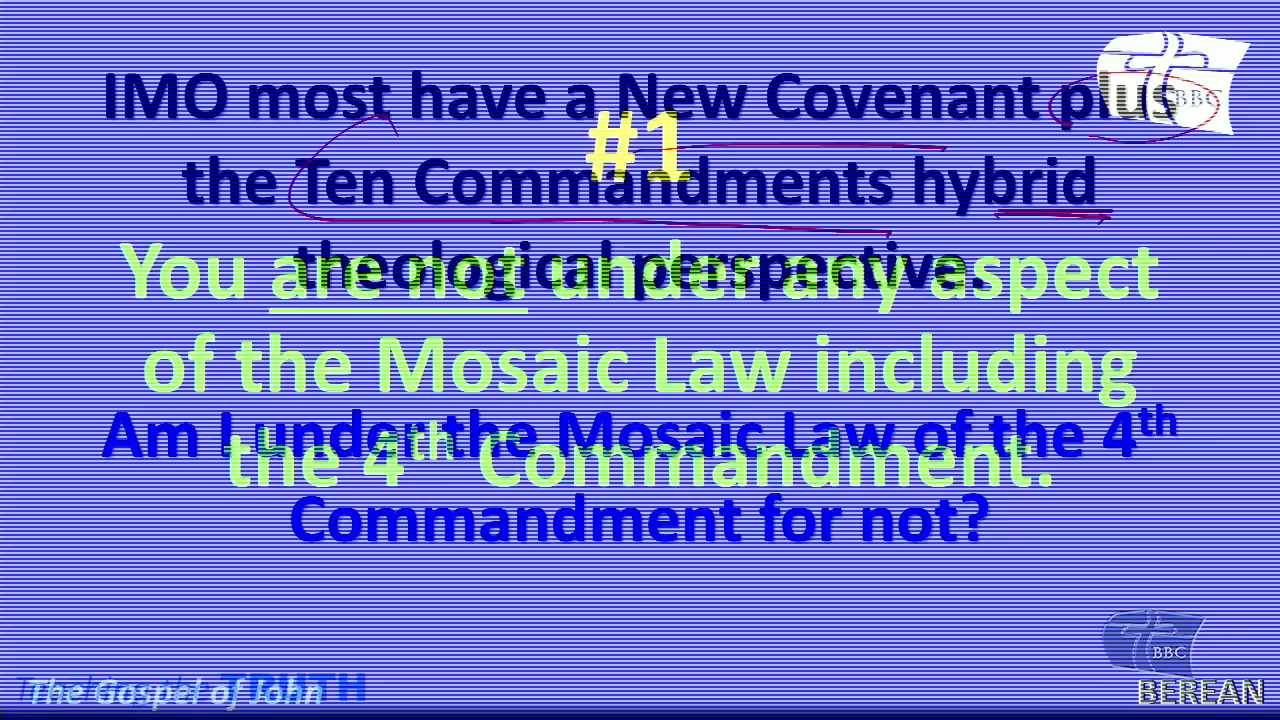 IMO most have a New Covenant plus
the Ten Commandments hybrid
theological perspective.
Am I under the Mosaic Law of the 4th
Commandment for not?
#1
You are not under any aspect
of the Mosaic Law including
the 4th Commandment.
BBC
BBC
The Gospel of John
TRUTH
BEREAN